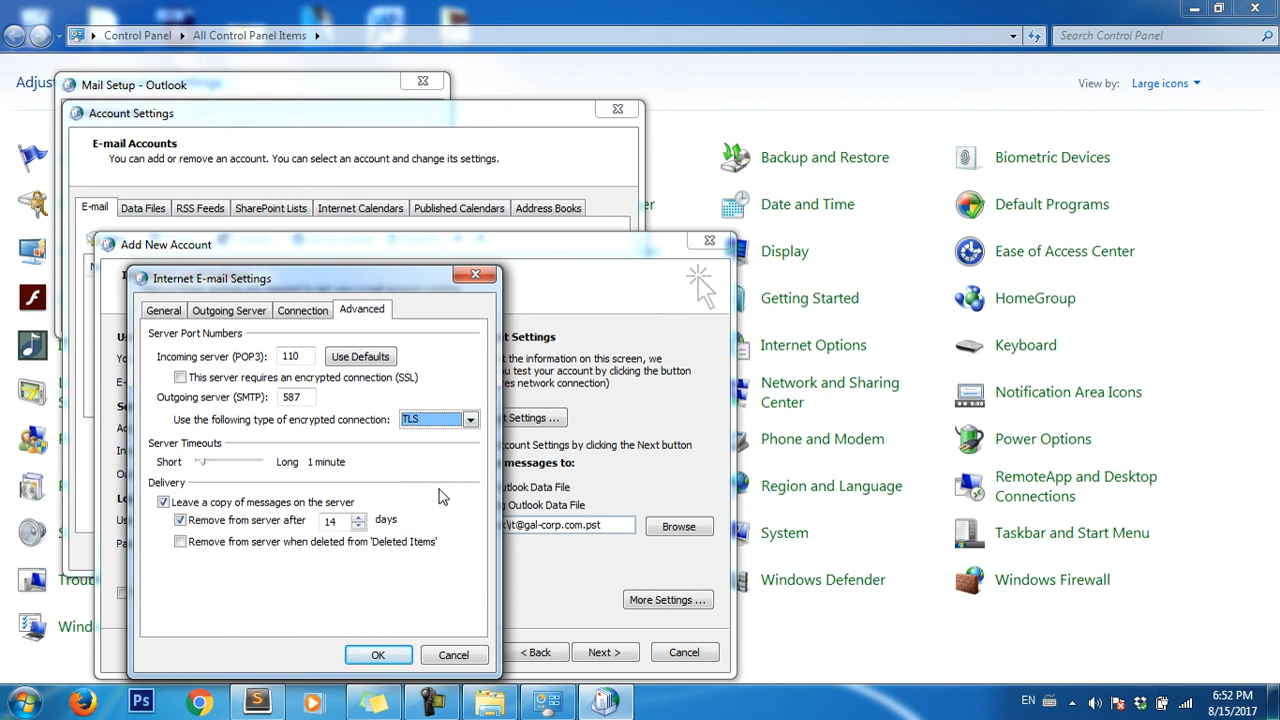 Control Panel
All Control Panel Items
Search Control Panel
Adjus
View by: Large icons
Mail Setup - Outlook
Account Settings
E-mail Accounts
You can add or remove an account. You can select an account and change its settings.
E-mail
Data Files
RSS Feeds
SharePoint Lists
Internet Calendars
Published Calendars
Address Books
Add New Account
Internet E-mail Settings
General
Outgoing Server
Connection
Advanced
Server Port Numbers
Incoming server (POP3): 110
Use Defaults
This server requires an encrypted connection (SSL)
Outgoing server (SMTP): 587
Use the following type of encrypted connection: TLS
Server Timeouts
Short
Long 1 minute
Delivery
Leave a copy of messages on the server
Remove from server after 14 days
Remove from server when deleted from 'Deleted Items'
OK
Cancel
t Settings
t the information on this screen, we
you test your account by clicking the button
res network connection)
t Settings ...
ccount Settings by clicking the Next button
messages to:
utlook Data File
g Outlook Data File
it@gal-corp.com.pst
Browse
More Settings ...
< Back
Next >
Cancel
Backup and Restore
Biometric Devices
er
Date and Time
Default Programs
Display
Ease of Access Center
Getting Started
HomeGroup
Internet Options
Keyboard
Network and Sharing
Center
Notification Area Icons
Phone and Modem
Power Options
Region and Language
RemoteApp and Desktop
Connections
System
Taskbar and Start Menu
Trou
Windows Defender
Windows Firewall
Wind
Ps
S
EN
6:52 PM
8/15/2017